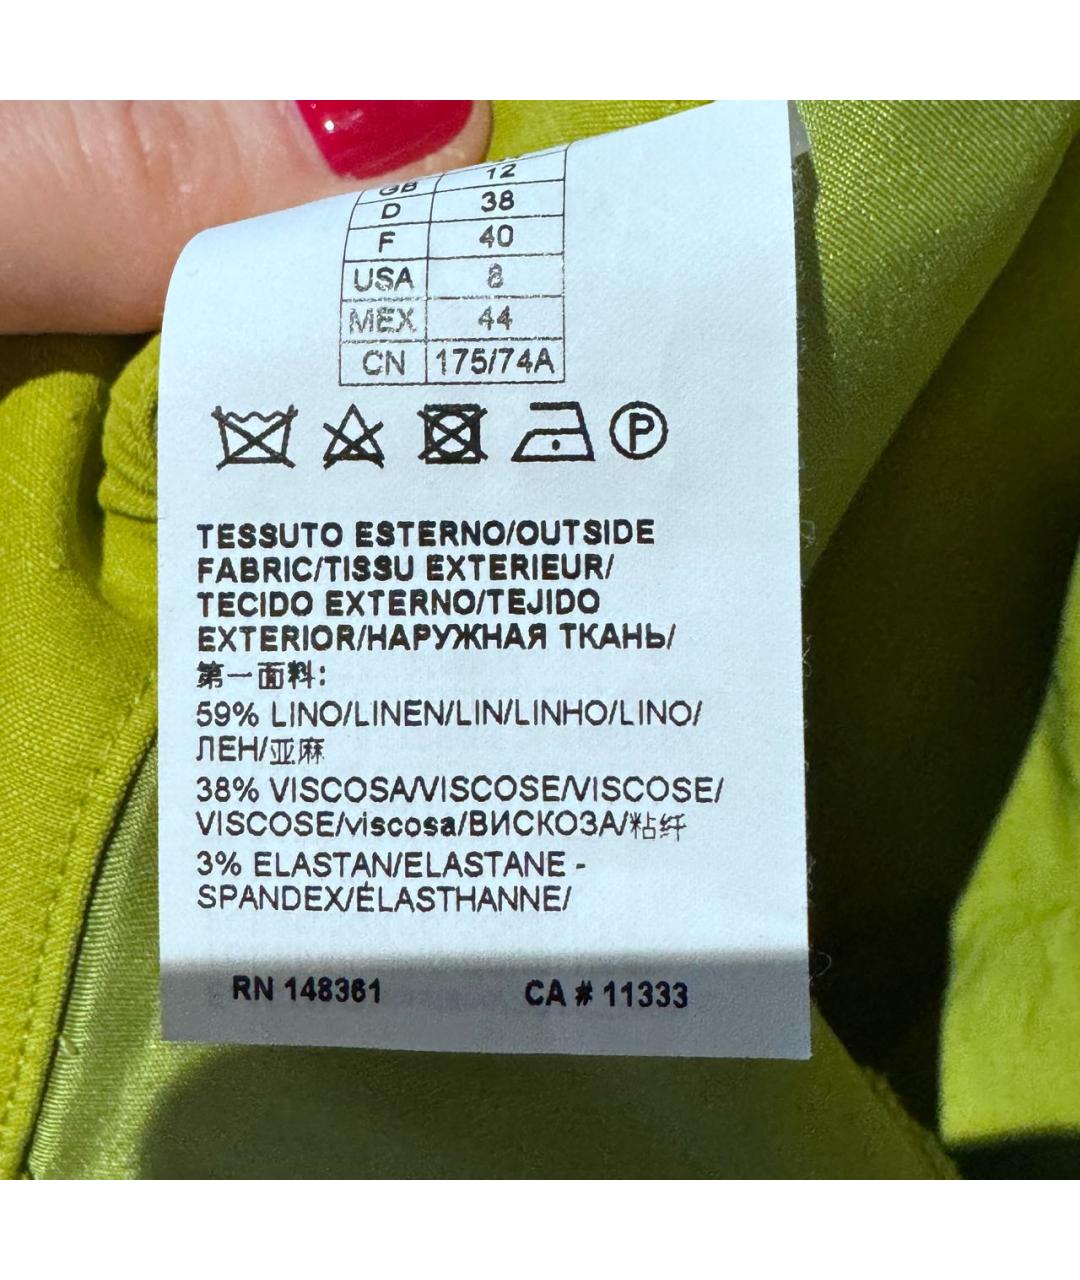 GB 12
D 38
F 40
USA 8
MEX 44
CN 175/74A
P
TESSUTO ESTERNO/OUTSIDE
FABRIC/TISSU EXTERIEUR/
TECIDO EXTERNO/TEJIDO
EXTERIOR/НАРУЖНАЯ ТКАНЬ/
第一面料:
59% LINO/LINEN/LIN/LINHO/LINO/
ЛЕН/亚麻
38% VISCOSA/VISCOSE/VISCOSE/
VISCOSE/viscosa/ВИСКОЗА/粘纤
3% ELASTAN/ELASTANE -
SPANDEX/ÉLASTHANNE/
RN 148361 CA # 11333